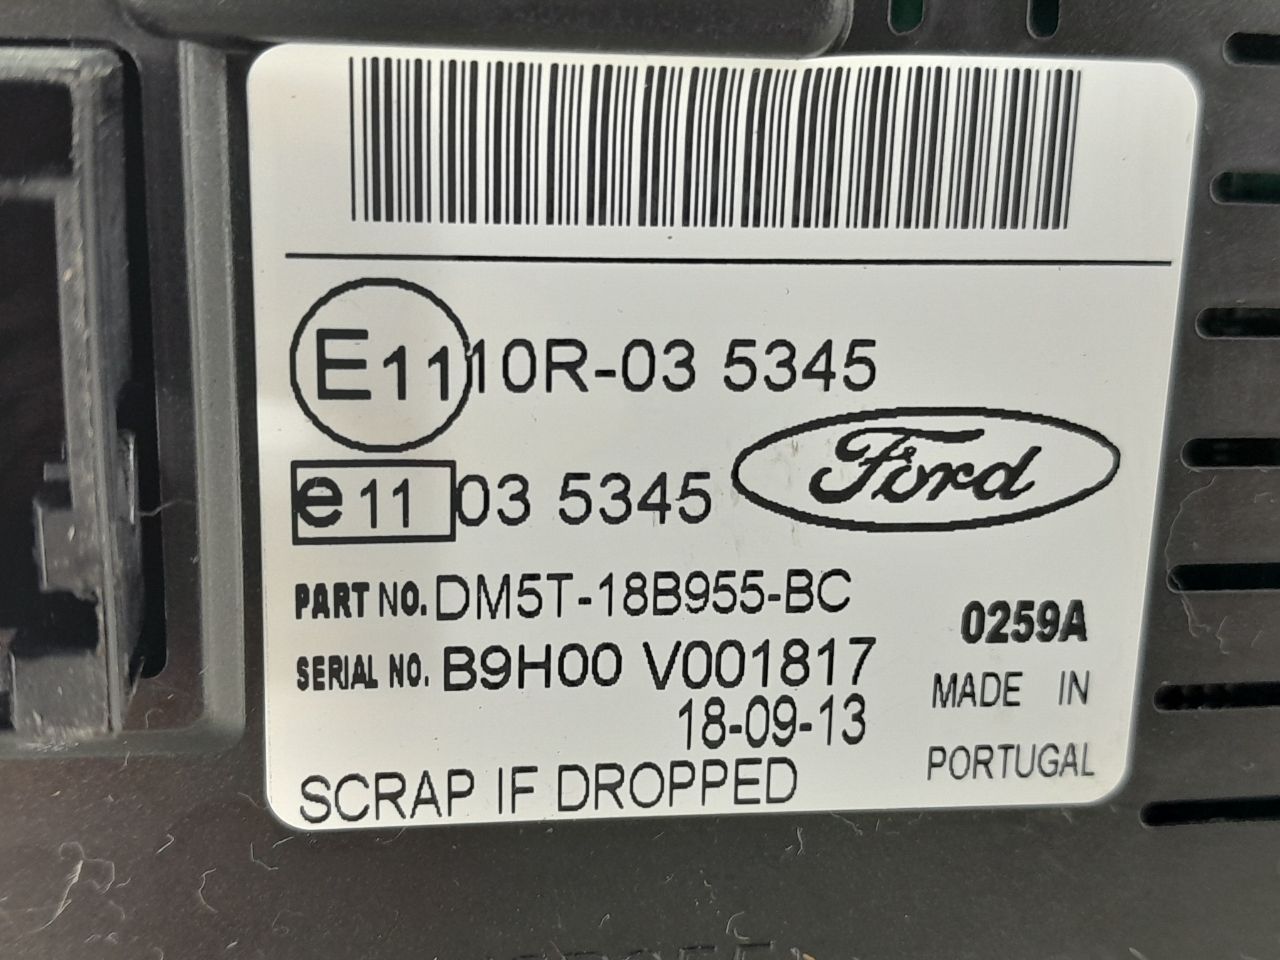 E11 10R-03 5345
e11 03 5345
Ford
PART NO. DM5T-18B955-BC
0259A
SERIAL NO. B9H00 V001817
MADE IN
18-09-13
PORTUGAL
SCRAP IF DROPPED